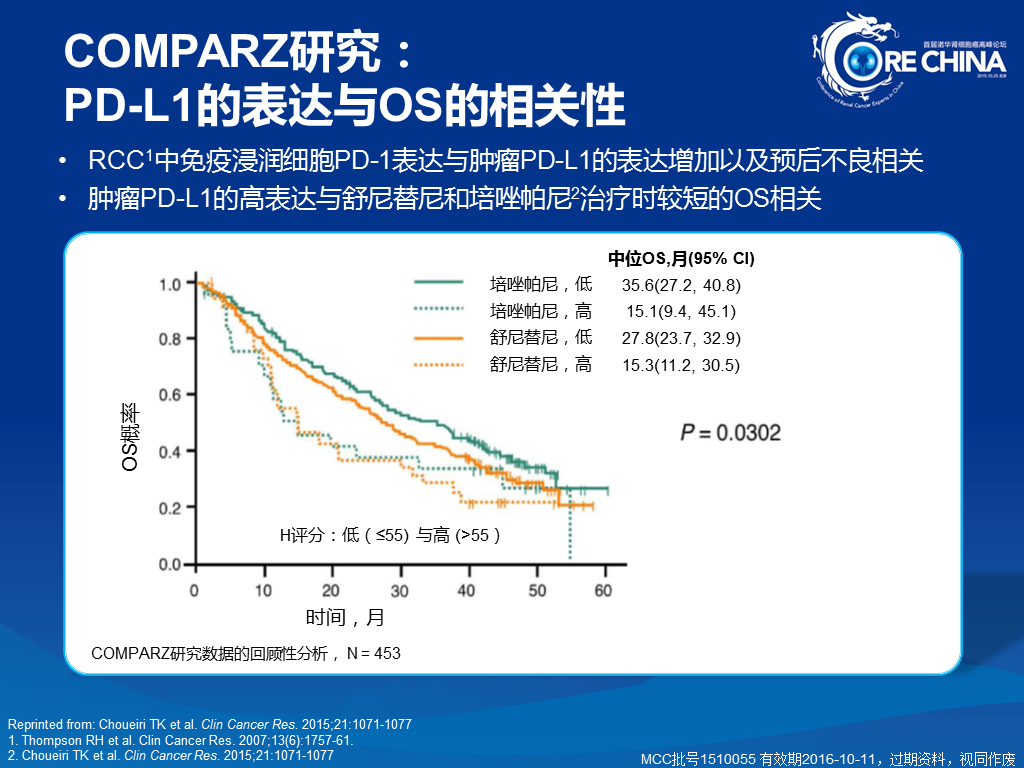 COMPARZ研究：
PD-L1的表达与OS的相关性
首届诺华肾细胞癌高峰论坛
CORE CHINA
2015.10.25 北京
Conference of Renal Cancer Experts in China
• RCC1中免疫浸润细胞PD-1表达与肿瘤PD-L1的表达增加以及预后不良相关
• 肿瘤PD-L1的高表达与舒尼替尼和培唑帕尼2治疗时较短的OS相关
中位OS,月(95% CI)
培唑帕尼，低 35.6(27.2, 40.8)
培唑帕尼，高 15.1(9.4, 45.1)
舒尼替尼，低 27.8(23.7, 32.9)
舒尼替尼，高 15.3(11.2, 30.5)
P = 0.0302
OS概率
1.0
0.8
0.6
0.4
0.2
0.0
H评分：低（≤55) 与高 (>55）
0 10 20 30 40 50 60
时间，月
COMPARZ研究数据的回顾性分析， N = 453
Reprinted from: Choueiri TK et al. Clin Cancer Res. 2015;21:1071-1077
1. Thompson RH et al. Clin Cancer Res. 2007;13(6):1757-61.
2. Choueiri TK et al. Clin Cancer Res. 2015;21:1071-1077
MCC批号1510055 有效期2016-10-11，过期资料，视同作废